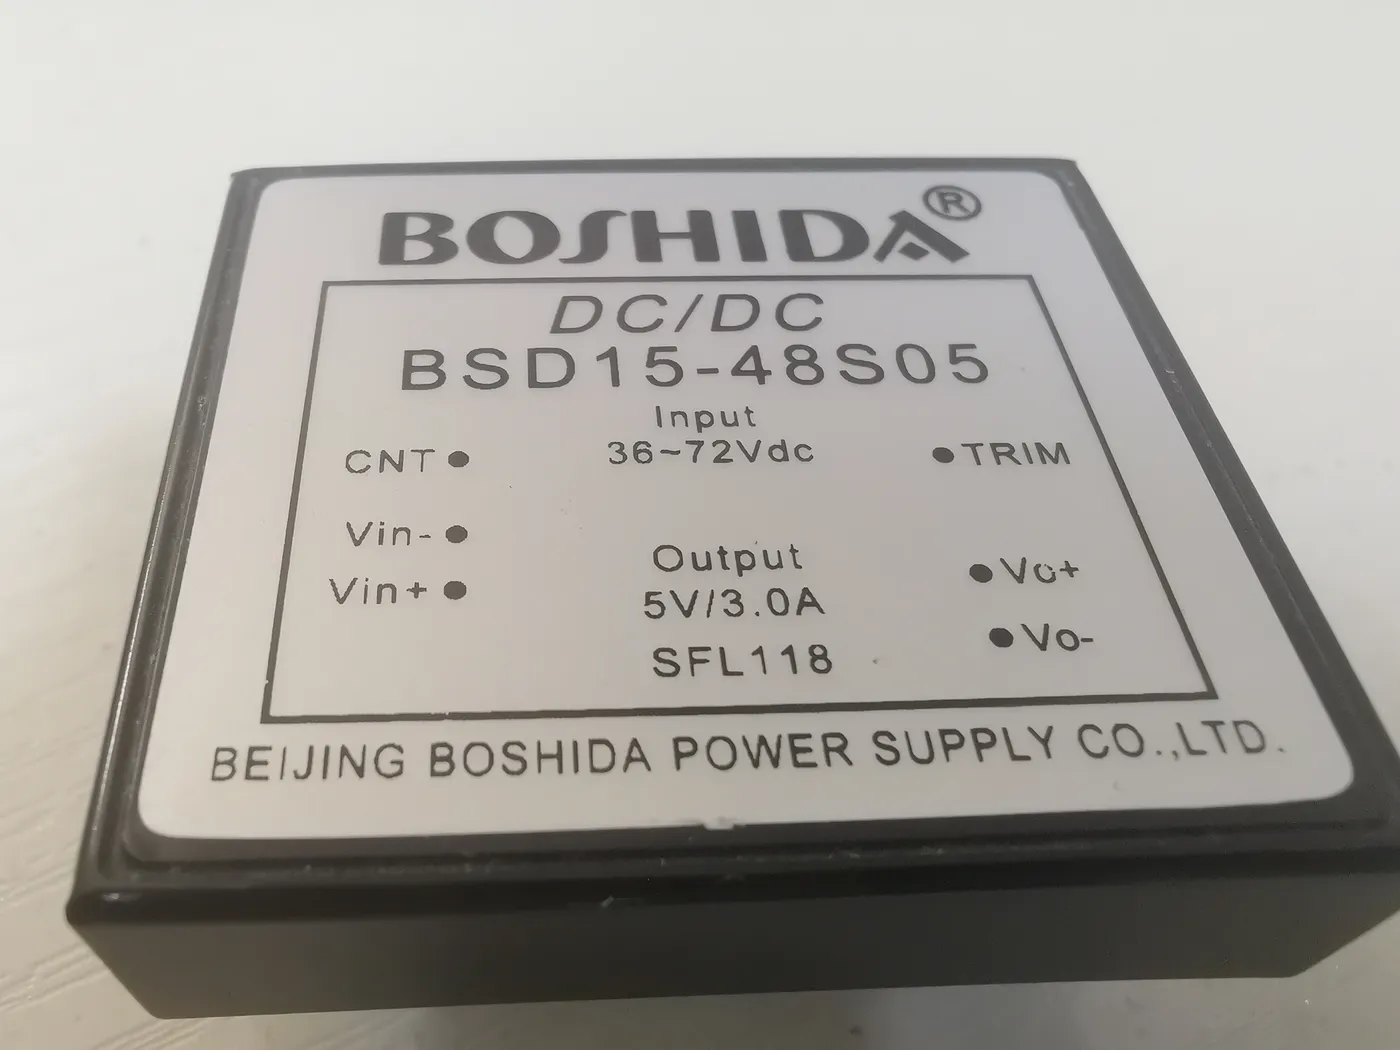 BOSHIDA®
DC/DC
BSD15-48S05
Input
36~72Vdc
CNT
TRIM
Vin-
Vin+
Output
5V/3.0A
Vo+
Vo-
SFL118
BEIJING BOSHIDA POWER SUPPLY CO.,LTD.